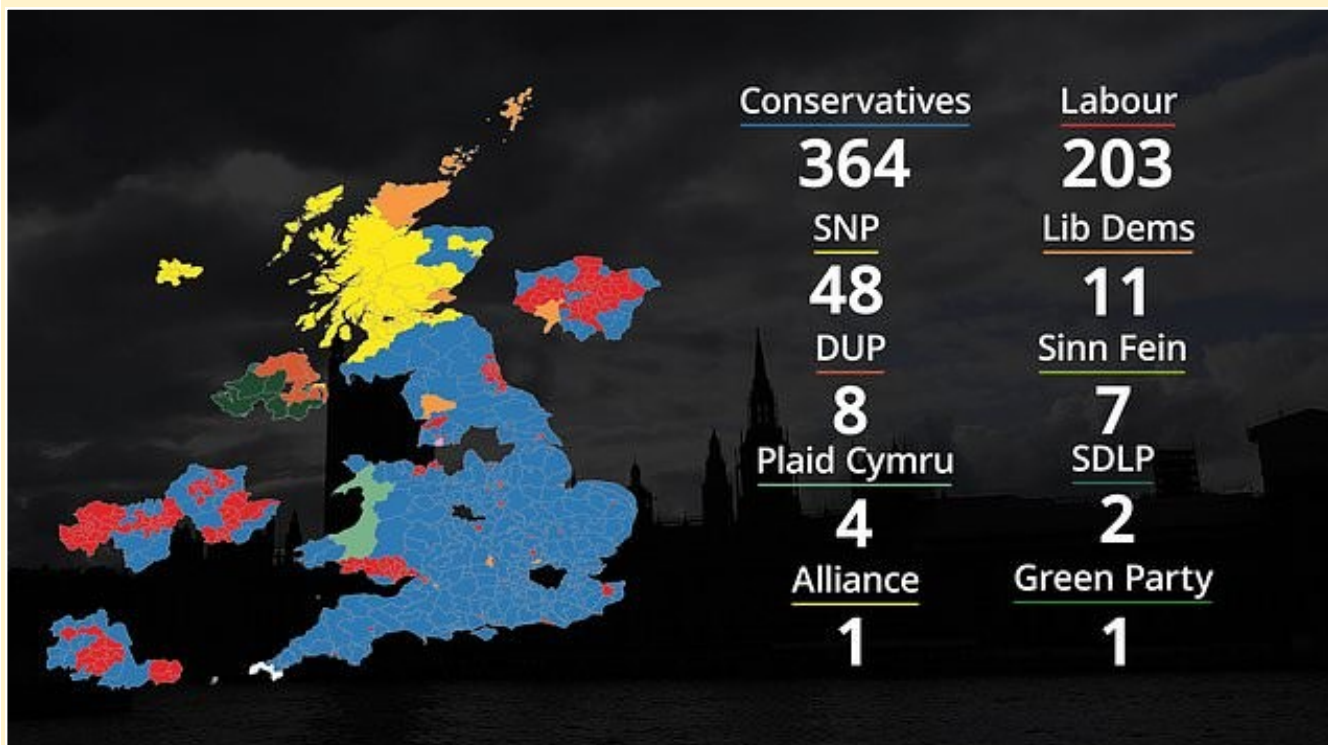 Conservatives Labour
364 203
SNP Lib Dems
48 11
DUP Sinn Fein
8 7
Plaid Cymru SDLP
4 2
Alliance Green Party
1 1